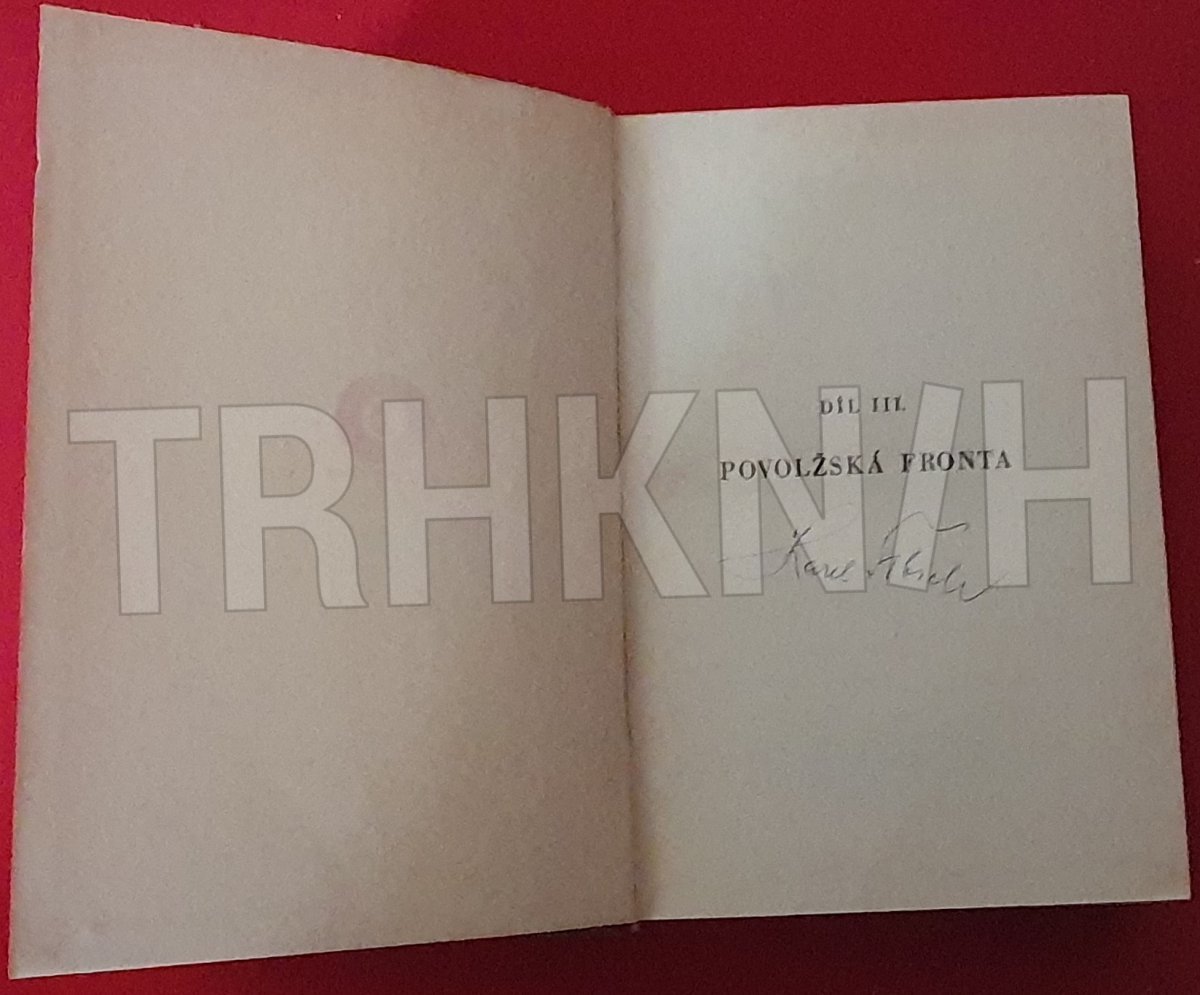 DÍL III.
POVOLŽSKÁ FRONTA
Karel
TRHKNIH